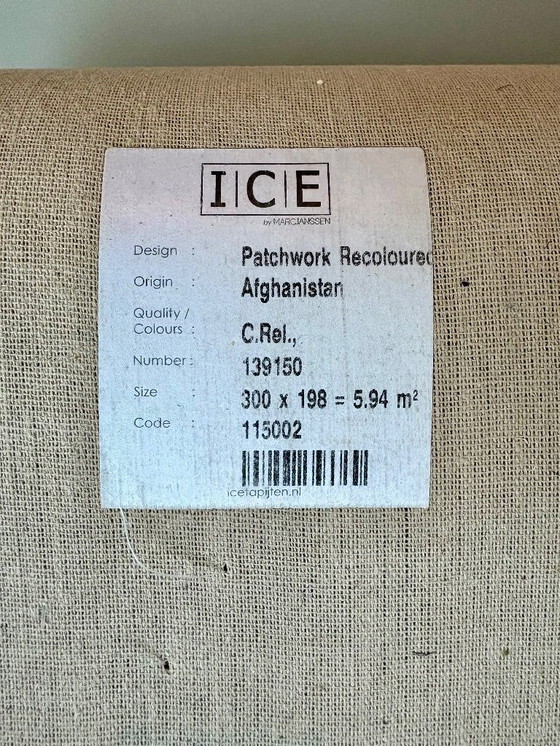 I|C|E
by MARCJANSSEN
Design : Patchwork Recoloured
Origin : Afghanistan
Quality /
Colours : C.Rel.,
Number : 139150
Size : 300 x 198 = 5.94 m²
Code : 115002
icetapijten.nl